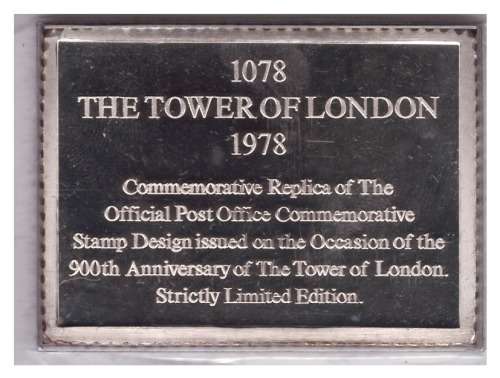 1078
THE TOWER OF LONDON
1978
Commemorative Replica of The
Official Post Office Commemorative
Stamp Design issued on the Occasion of the
900th Anniversary of The Tower of London.
Strictly Limited Edition.